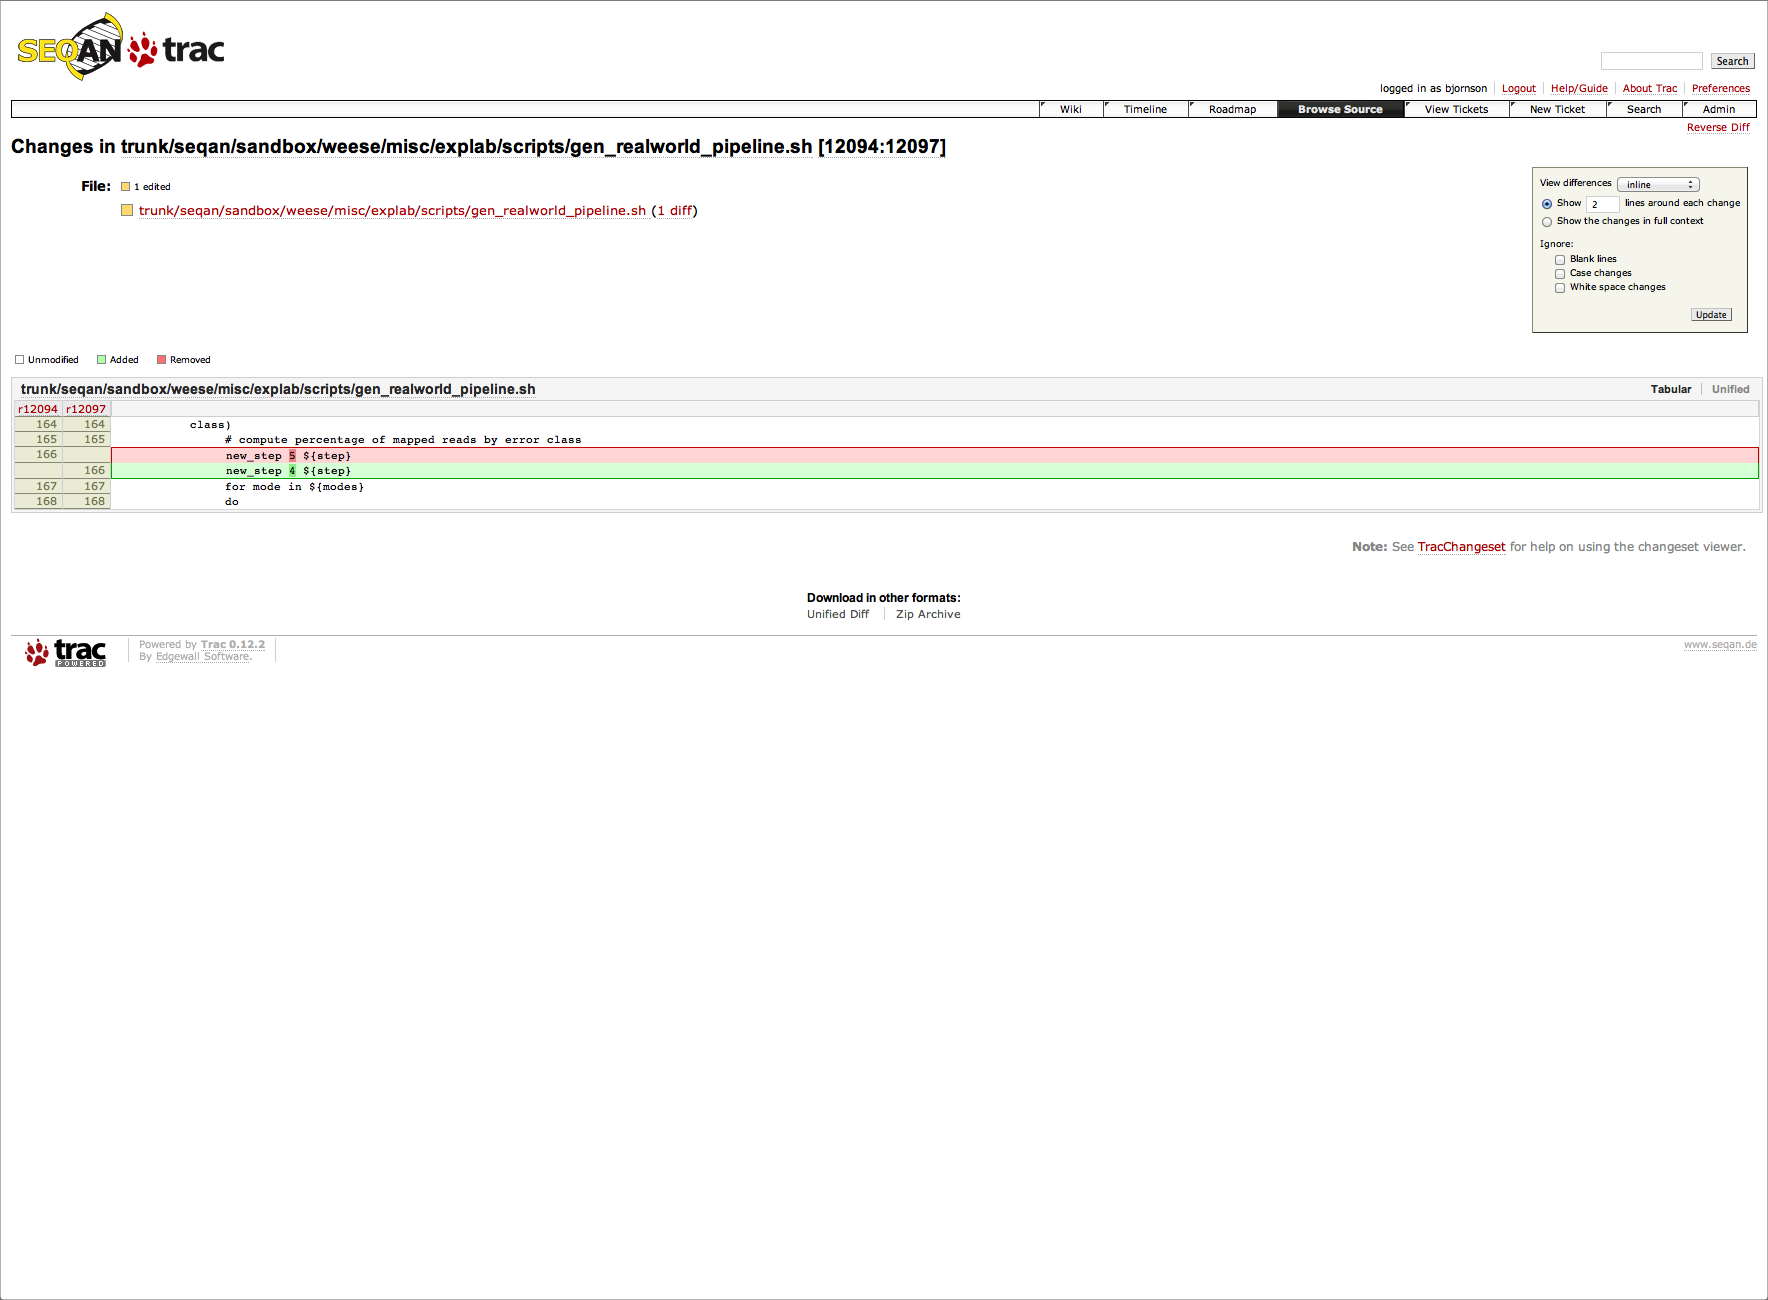 SEQAN trac
Search
logged in as bjornson Logout Help/Guide About Trac Preferences
Wiki Timeline Roadmap Browse Source View Tickets New Ticket Search Admin
Reverse Diff
Changes in trunk/seqan/sandbox/weese/misc/explab/scripts/gen_realworld_pipeline.sh [12094:12097]
File: 1 edited
trunk/seqan/sandbox/weese/misc/explab/scripts/gen_realworld_pipeline.sh (1 diff)
View differences inline
Show 2 lines around each change
Show the changes in full context
Ignore:
Blank lines
Case changes
White space changes
Update
Unmodified Added Removed
trunk/seqan/sandbox/weese/misc/explab/scripts/gen_realworld_pipeline.sh Tabular Unified
r12094 r12097
164 164 class)
165 165 # compute percentage of mapped reads by error class
166 new_step 5 ${step}
166 new_step 4 ${step}
167 167 for mode in ${modes}
168 168 do
Note: See TracChangeset for help on using the changeset viewer.
Download in other formats:
Unified Diff Zip Archive
trac POWERED
Powered by Trac 0.12.2
By Edgewall Software.
www.seqan.de